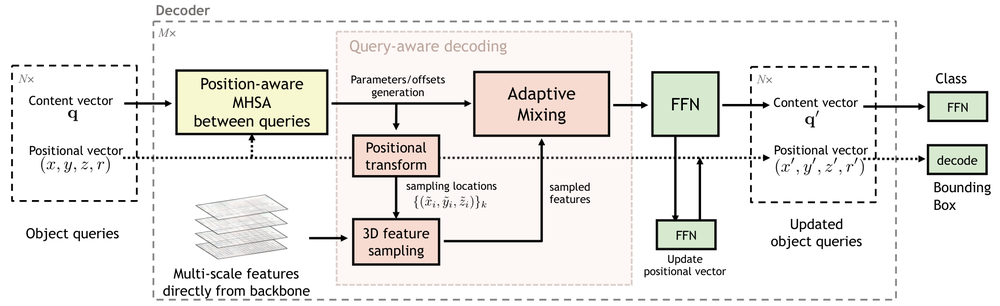 Decoder
M×
Query-aware decoding
N×
Content vector
q
Positional vector
(x, y, z, r)
Object queries
Position-aware
MHSA
between queries
Parameters/offsets
generation
Positional
transform
sampling locations
{(x̃ᵢ, ỹᵢ, z̃ᵢ)}ₖ
3D feature
sampling
Multi-scale features
directly from backbone
Adaptive
Mixing
sampled
features
FFN
FFN
Update
positional vector
N×
Content vector
q′
Positional vector
(x′, y′, z′, r′)
Updated
object queries
Class
FFN
decode
Bounding
Box